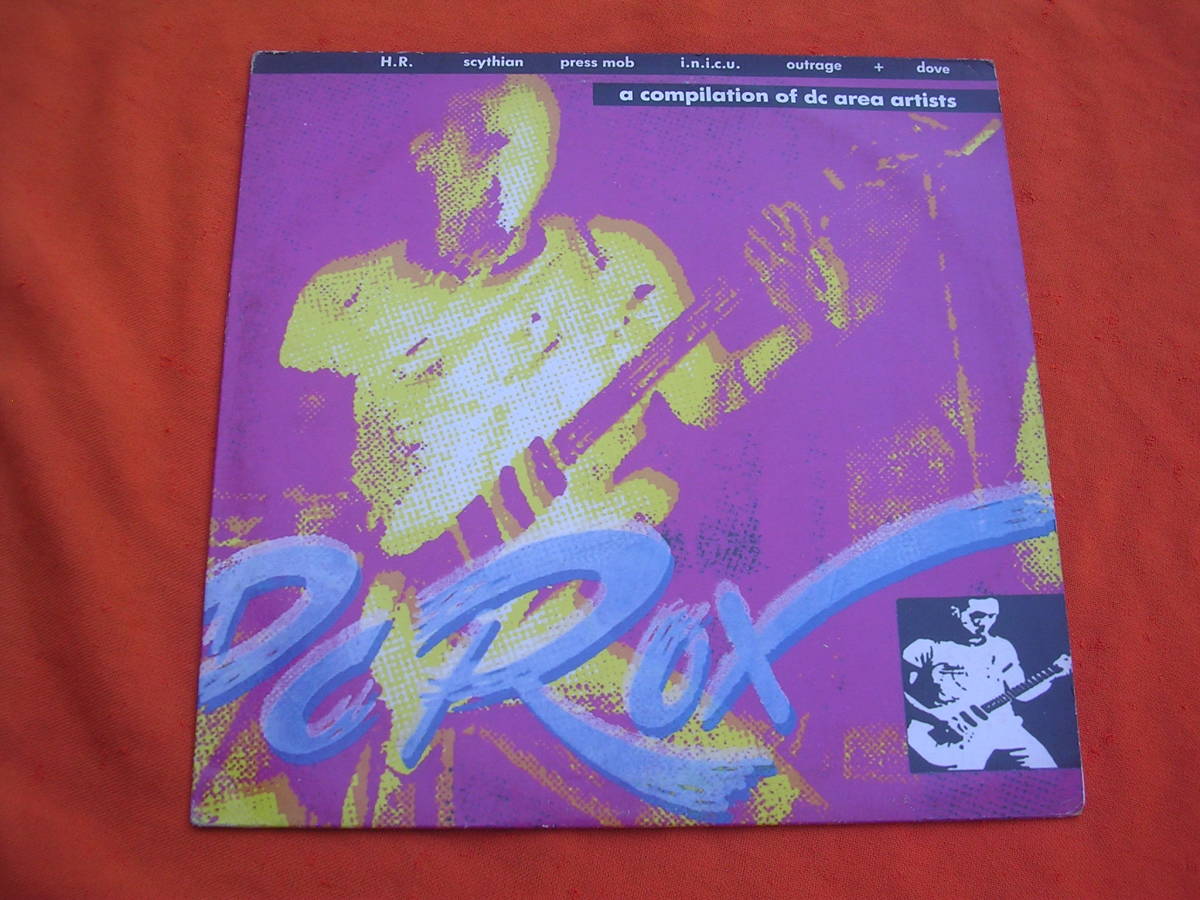 H.R. scythian press mob i.n.i.c.u. outrage + dove
a compilation of dc area artists
DC Rox